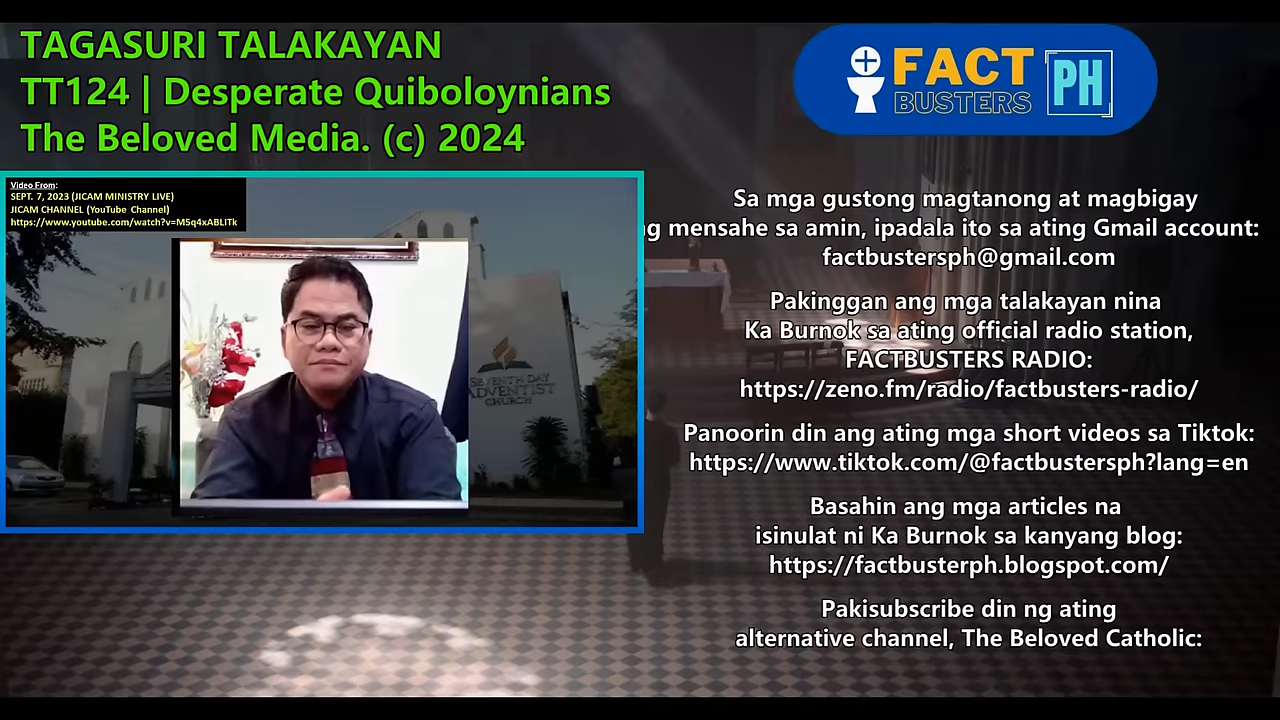 TAGASURI TALAKAYAN
TT124 | Desperate Quiboloynians
The Beloved Media. (c) 2024
FACT
BUSTERS
PH
Video From:
SEPT. 7, 2023 (JICAM MINISTRY LIVE)
JICAM CHANNEL (YouTube Channel)
https://www.youtube.com/watch?v=M5q4xABLITk
SEVENTH DAY
ADVENTIST
CHURCH
Sa mga gustong magtanong at magbigay
g mensahe sa amin, ipadala ito sa ating Gmail account:
factbustersph@gmail.com
Pakinggan ang mga talakayan nina
Ka Burnok sa ating official radio station,
FACTBUSTERS RADIO:
https://zeno.fm/radio/factbusters-radio/
Panoorin din ang ating mga short videos sa Tiktok:
https://www.tiktok.com/@factbustersph?lang=en
Basahin ang mga articles na
isinulat ni Ka Burnok sa kanyang blog:
https://factbusterph.blogspot.com/
Pakisubscribe din ng ating
alternative channel, The Beloved Catholic: